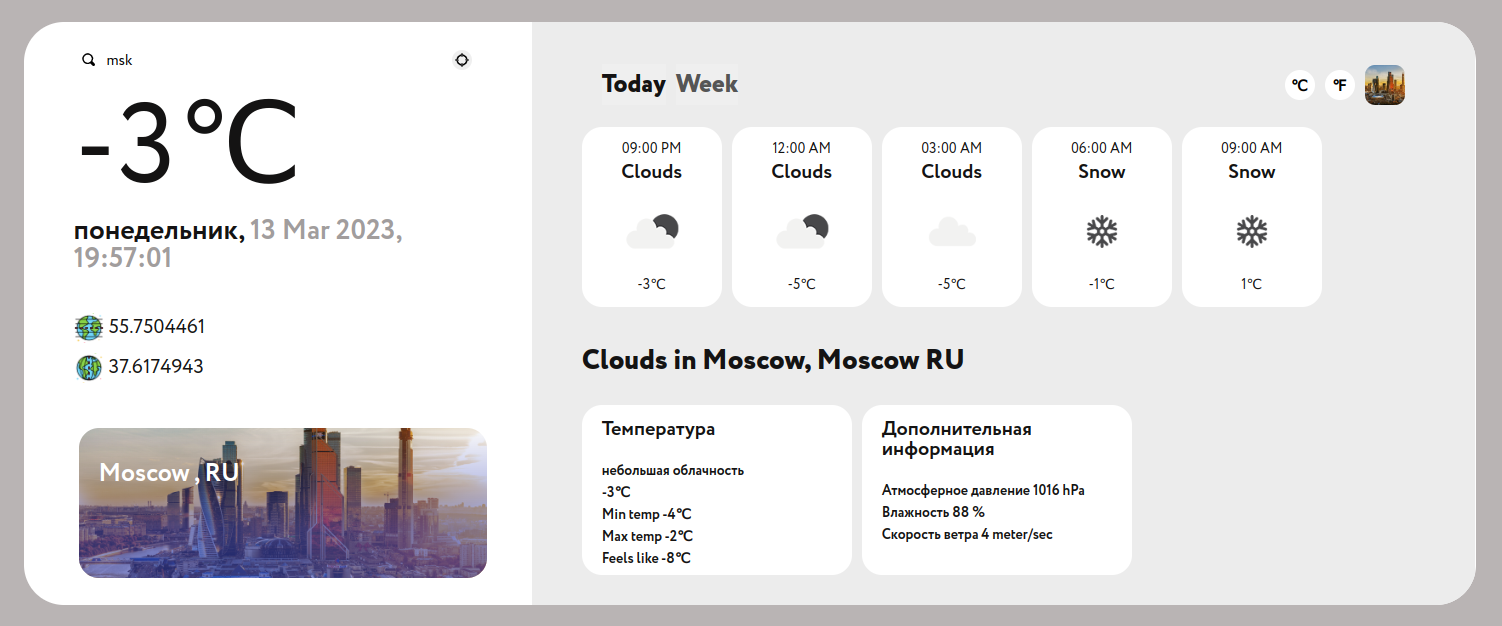 msk
-3°C
понедельник, 13 Mar 2023,
19:57:01
55.7504461
37.6174943
Moscow , RU
Today Week
°C °F
09:00 PM
Clouds
-3°C
12:00 AM
Clouds
-5°C
03:00 AM
Clouds
-5°C
06:00 AM
Snow
-1°C
09:00 AM
Snow
1°C
Clouds in Moscow, Moscow RU
Температура
небольшая облачность
-3°C
Min temp -4°C
Max temp -2°C
Feels like -8°C
Дополнительная
информация
Атмосферное давление 1016 hPa
Влажность 88 %
Скорость ветра 4 meter/sec